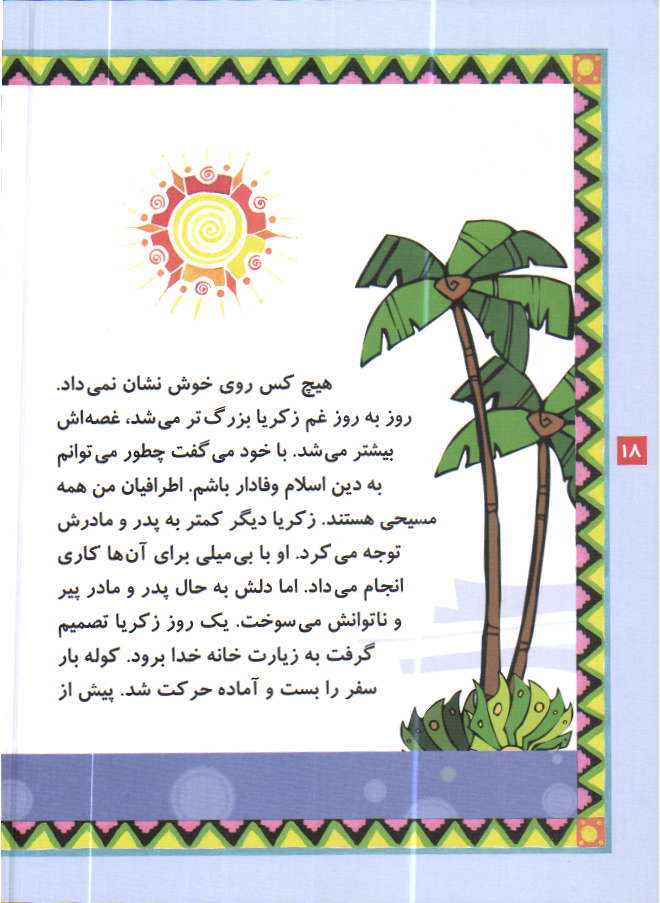 هیچ کس روی خوش نشان نمی‌داد.
روز به روز غم زکریا بزرگ‌تر می‌شد، غصه‌اش
بیشتر می‌شد. با خود می‌گفت چطور می‌توانم
به دین اسلام وفادار باشم. اطرافیان من همه
مسیحی هستند. زکریا دیگر کمتر به پدر و مادرش
توجه می‌کرد. او با بی‌میلی برای آن‌ها کاری
انجام می‌داد. اما دلش به حال پدر و مادر پیر
و ناتوانش می‌سوخت. یک روز زکریا تصمیم
گرفت به زیارت خانه خدا برود. کوله بار
سفر را بست و آماده حرکت شد. پیش از
۱۸